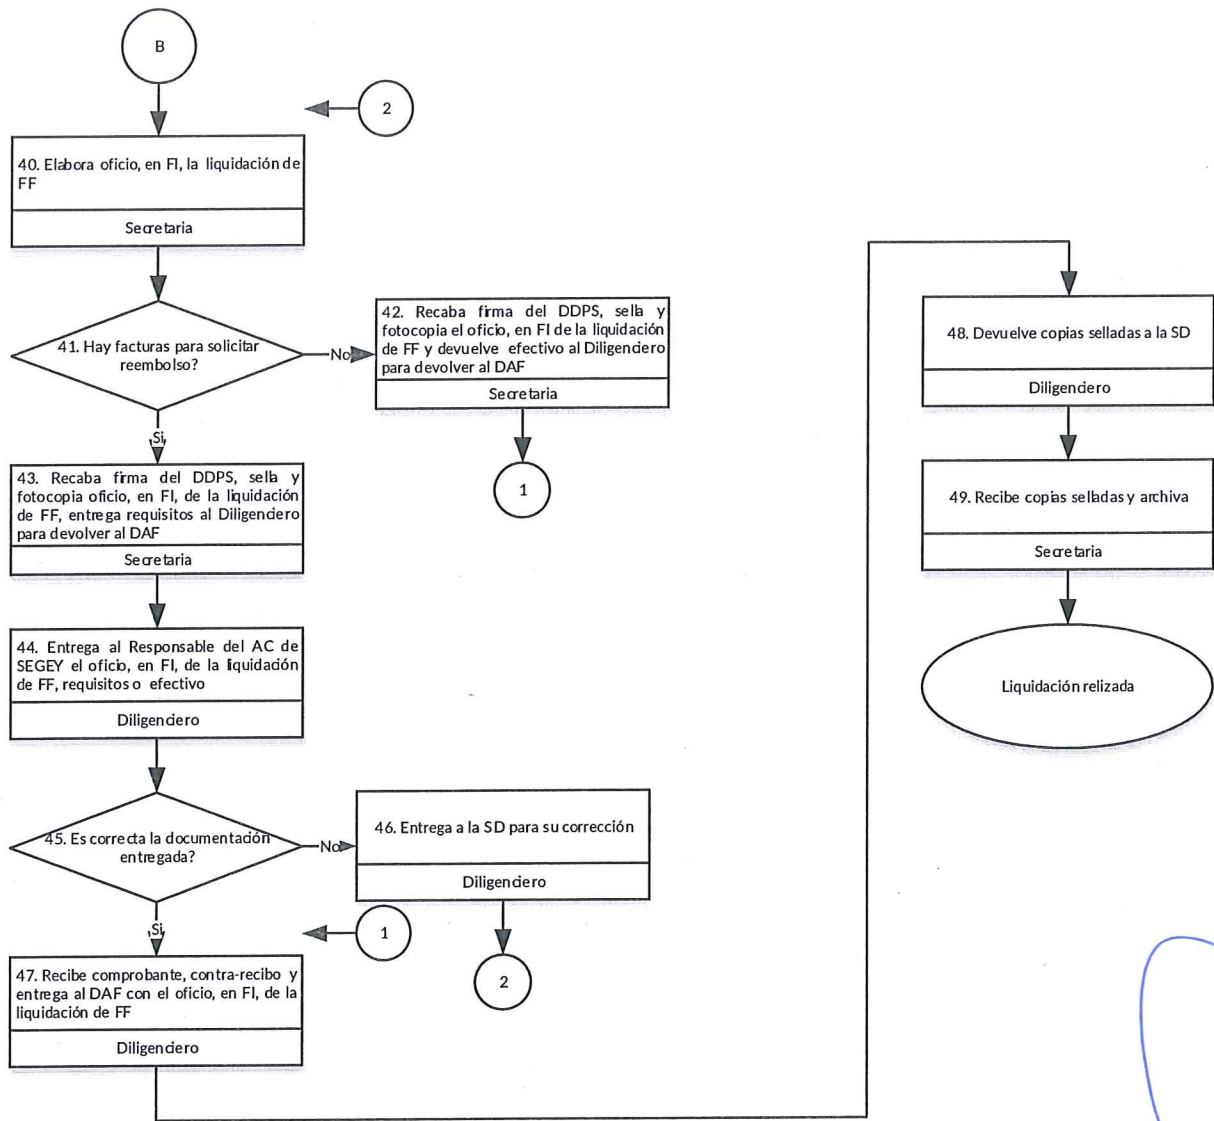 B
2
40. Elabora oficio, en FI, la liquidación de
FF
Secretaria
41. Hay facturas para solicitar
reembolso?
No
42. Recaba firma del DDPS, sella y
fotocopia el oficio, en FI de la liquidación
de FF y devuelve efectivo al Diligenciero
para devolver al DAF
Secretaria
1
Si
43. Recaba firma del DDPS, sella y
fotocopia oficio, en FI, de la liquidación
de FF, entrega requisitos al Diligenciero
para devolver al DAF
Secretaria
44. Entrega al Responsable del AC de
SEGEY el oficio, en FI, de la liquidación
de FF, requisitos o efectivo
Diligenciero
45. Es correcta la documentación
entregada?
No
46. Entrega a la SD para su corrección
Diligenciero
2
Si
1
47. Recibe comprobante, contra-recibo y
entrega al DAF con el oficio, en FI, de la
liquidación de FF
Diligenciero
48. Devuelve copias selladas a la SD
Diligenciero
49. Recibe copias selladas y archiva
Secretaria
Liquidación relizada